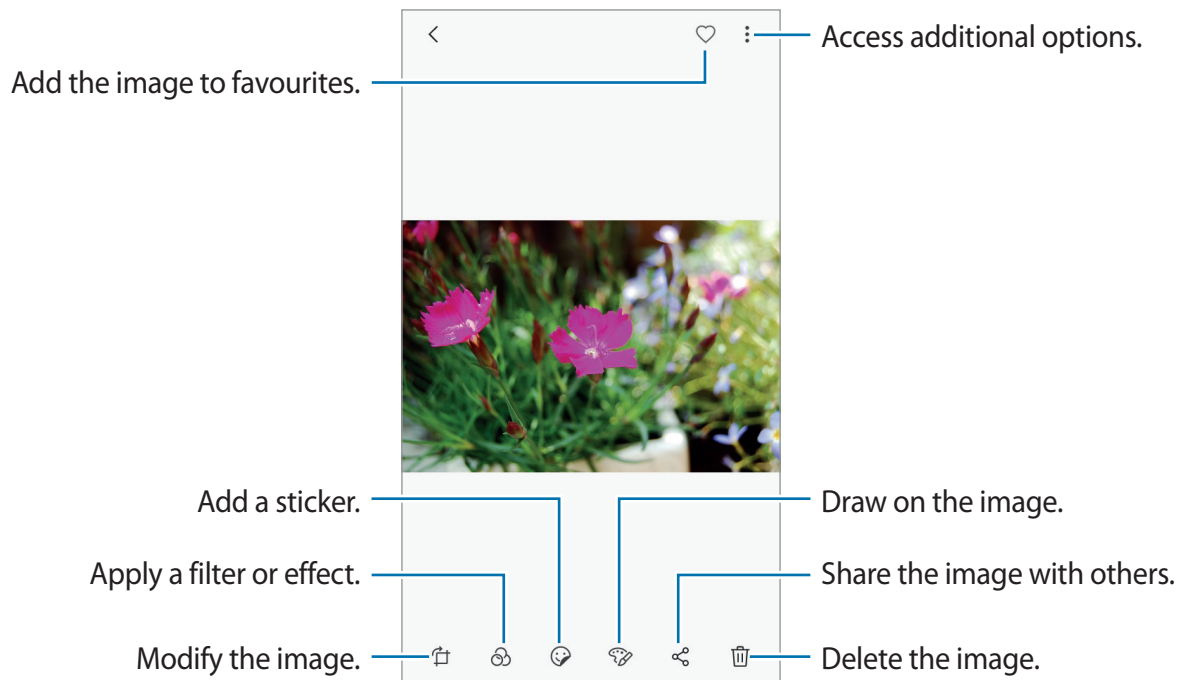 Access additional options.
Add the image to favourites.
Add a sticker.
Draw on the image.
Apply a filter or effect.
Share the image with others.
Modify the image.
Delete the image.